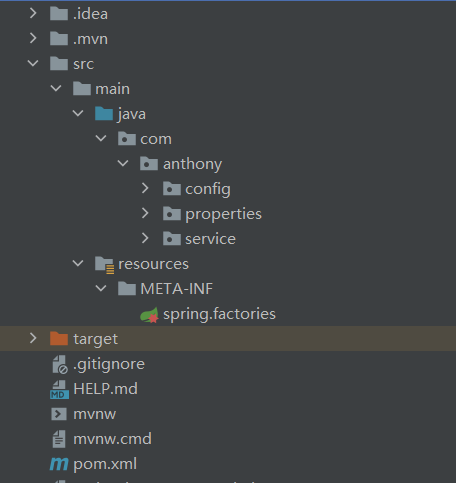 .idea
.mvn
src
main
java
com
anthony
config
properties
service
resources
META-INF
spring.factories
target
.gitignore
HELP.md
mvnw
mvnw.cmd
pom.xml